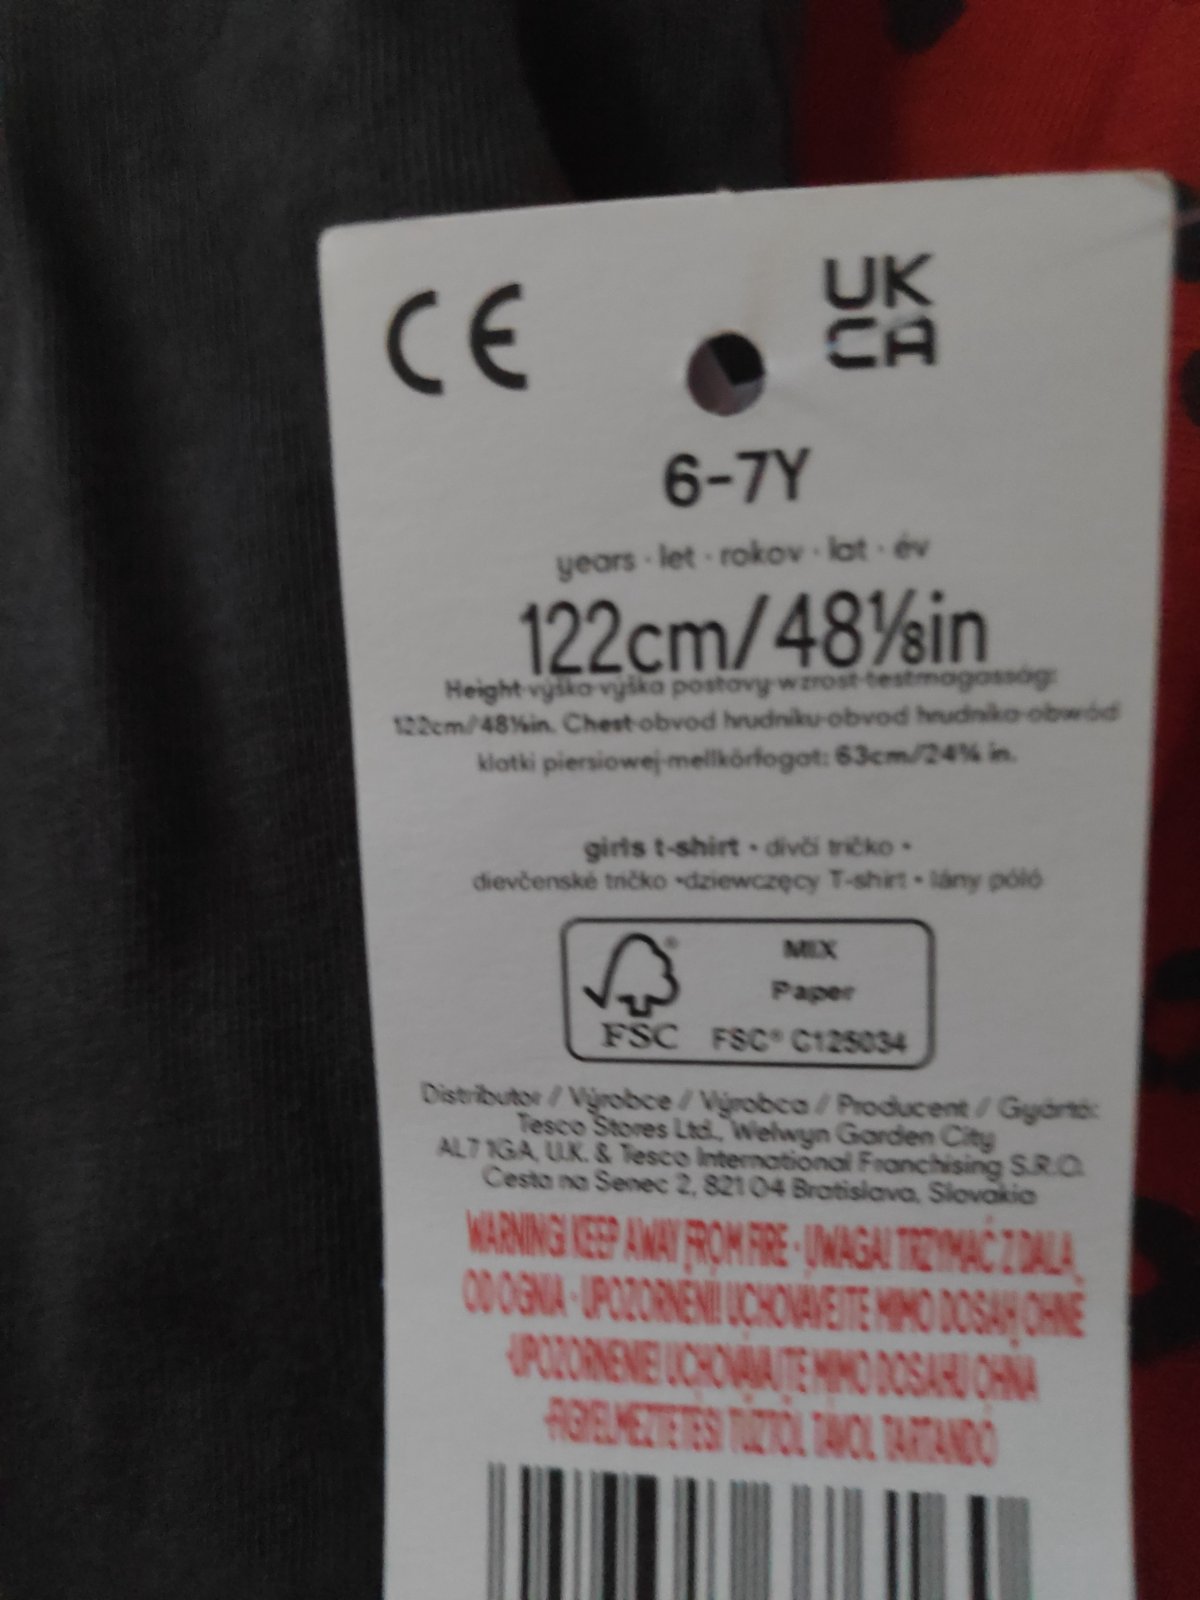 CE
UK
CA
6-7Y
years · let · rokov · lat · év
122cm/48⅛in
Height·výška·výška postavy·wzrost·testmagasság:
122cm/48⅛in. Chest·obvod hrudníku·obvod hrudníka·obwód
klatki piersiowej·mellkörfogat: 63cm/24¾ in.
girls t-shirt • dívčí tričko •
dievčenské tričko •dziewczęcy T-shirt • lány póló
MIX
Paper
FSC® C125034
FSC
Distributor / Výrobce / Výrobca / Producent / Gyártó:
Tesco Stores Ltd., Welwyn Garden City
AL7 1GA, U.K. & Tesco International Franchising S.R.O.
Cesta na Senec 2, 821 04 Bratislava, Slovakia
WARNING! KEEP AWAY FROM FIRE · UWAGA! TRZYMAĆ Z DALA
OD OGNIA · UPOZORNĚNÍ! UCHOVÁVEJTE MIMO DOSAH OHNĚ
·UPOZORNENIE! UCHOVÁVAJTE MIMO DOSAHU OHŇA
·FIGYELMEZTETÉS! TŰZTŐL TÁVOL TARTANDÓ